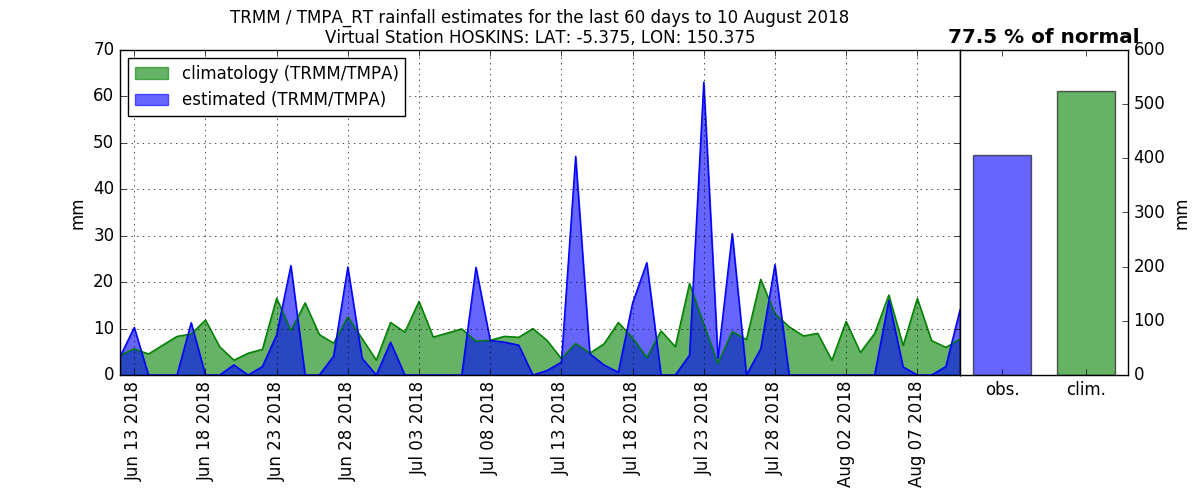 TRMM / TMPA_RT rainfall estimates for the last 60 days to 10 August 2018
Virtual Station HOSKINS: LAT: -5.375, LON: 150.375
77.5 % of normal
climatology (TRMM/TMPA)
estimated (TRMM/TMPA)
70
60
50
40
30
20
10
0
mm
Jun 13 2018
Jun 18 2018
Jun 23 2018
Jun 28 2018
Jul 03 2018
Jul 08 2018
Jul 13 2018
Jul 18 2018
Jul 23 2018
Jul 28 2018
Aug 02 2018
Aug 07 2018
obs.
clim.
600
500
400
300
200
100
0
mm